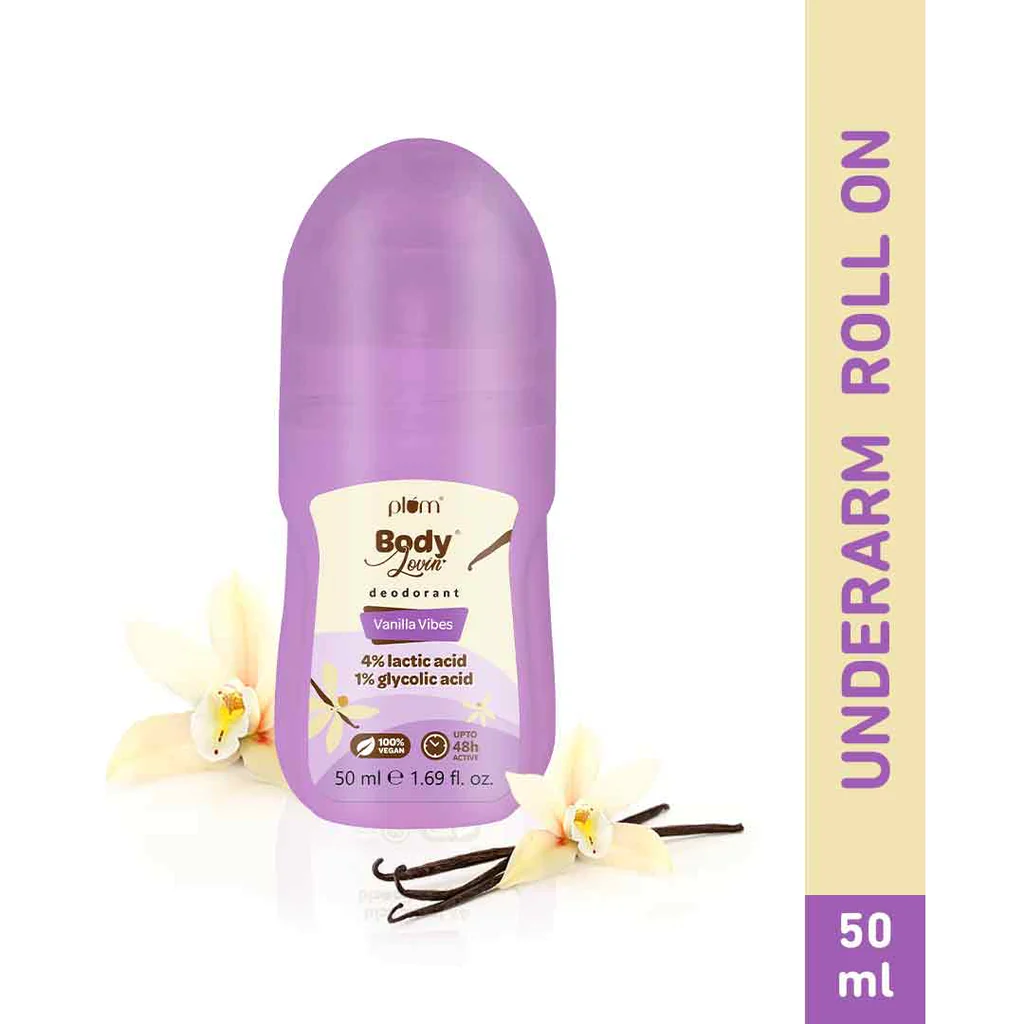 plum®
Body®
Lovin'
deodorant
Vanilla Vibes
4% lactic acid
1% glycolic acid
100%
VEGAN
UPTO
48h
ACTIVE
50 ml ℮ 1.69 fl. oz.
UNDERARM ROLL ON
50
ml